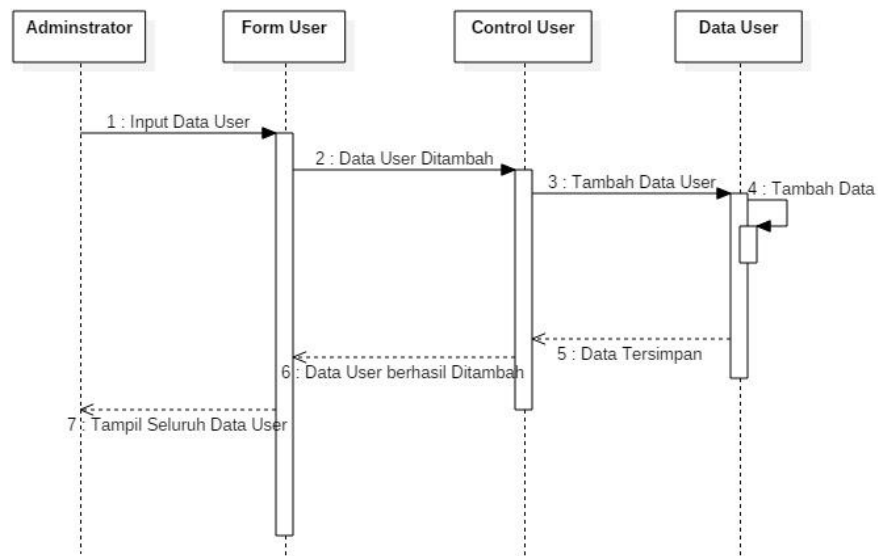 Adminstrator
Form User
Control User
Data User
1 : Input Data User
2 : Data User Ditambah
3 : Tambah Data User
4 : Tambah Data
5 : Data Tersimpan
6 : Data User berhasil Ditambah
7 : Tampil Seluruh Data User